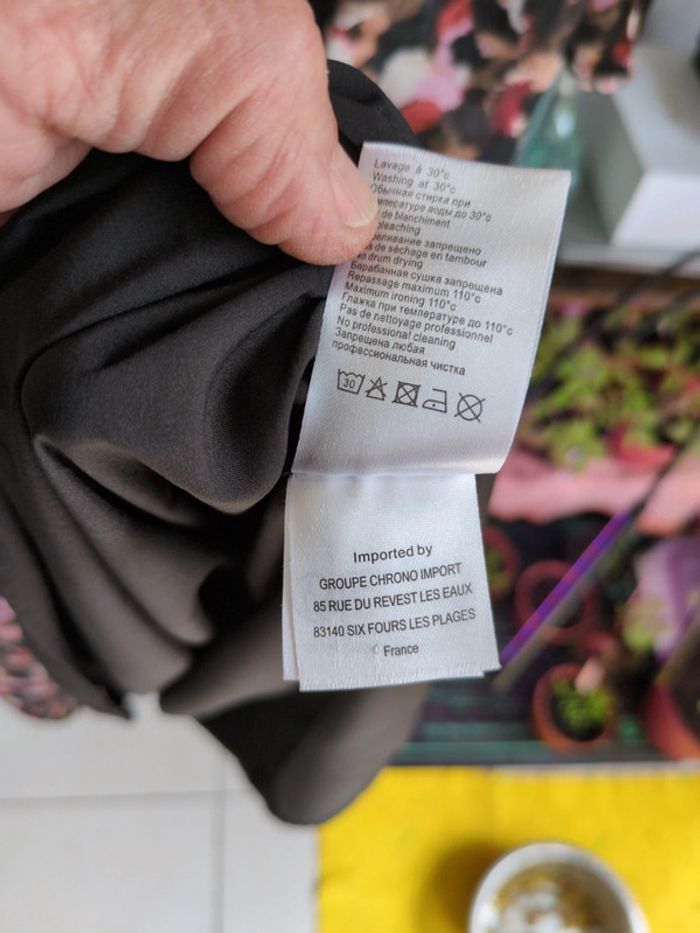 Lavage à 30°c
Washing at 30°c
Обычная стирка при
температуре воды до 30°c
de blanchiment
bleaching
запрещено
de séchage en tambour
drum drying
Барабанная сушка запрещена
Repassage maximum 110°c
Maximum ironing 110°c
Глажка при температуре до 110°c
Pas de nettoyage professionnel
No professional cleaning
Запрещена любая
профессиональная чистка
30
Imported by
GROUPE CHRONO IMPORT
85 RUE DU REVEST LES EAUX
83140 SIX FOURS LES PLAGES
France